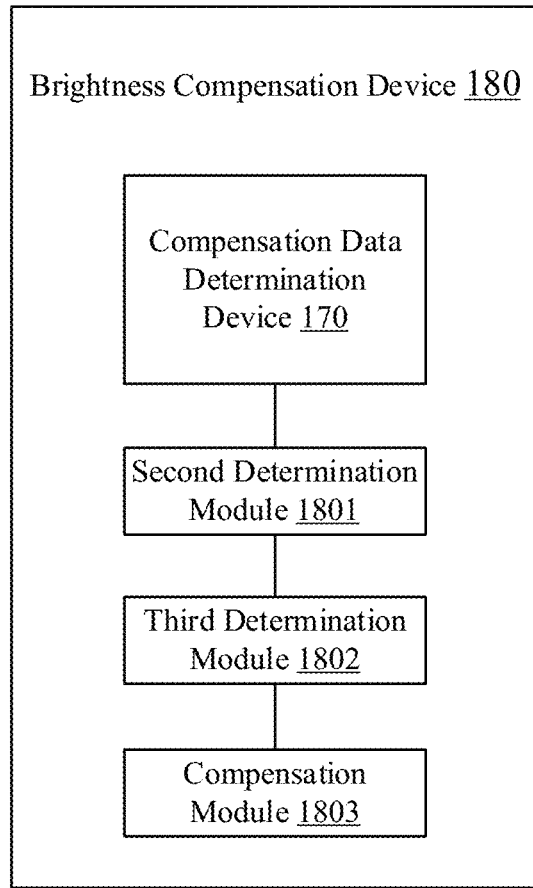 Brightness Compensation Device 180
Compensation Data
Determination
Device 170
Second Determination
Module 1801
Third Determination
Module 1802
Compensation
Module 1803